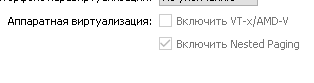 Аппаратная виртуализация: Включить VT-x/AMD-V
Включить Nested Paging